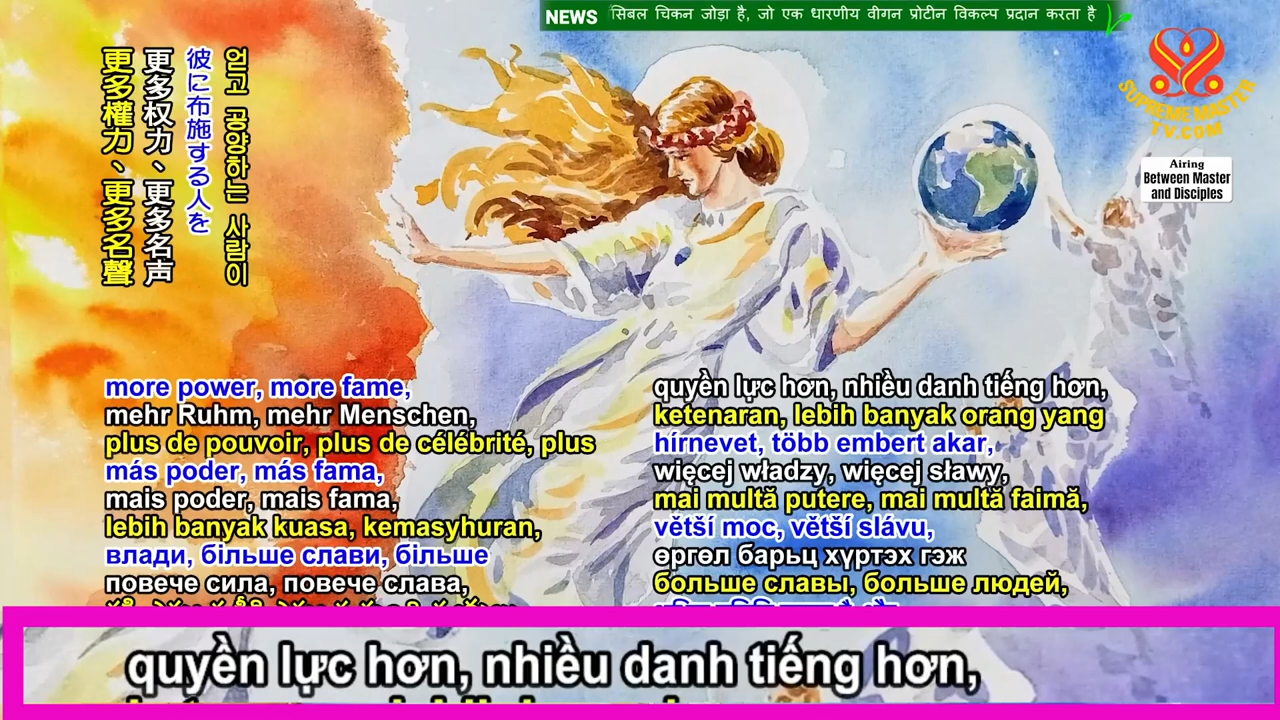 NEWS सिबल चिकन जोड़ा है, जो एक धारणीय वीगन प्रोटीन विकल्प प्रदान करता है
SUPREME MASTER
TV.COM
Airing
Between Master
and Disciples
얻고 공양하는 사람이
彼に布施する人を
更多权力、更多名声
更多權力、更多名聲
more power, more fame,
mehr Ruhm, mehr Menschen,
plus de pouvoir, plus de célébrité, plus
más poder, más fama,
mais poder, mais fama,
lebih banyak kuasa, kemasyhuran,
влади, більше слави, більше
повече сила, повече слава,
quyền lực hơn, nhiều danh tiếng hơn,
ketenaran, lebih banyak orang yang
hírnevet, több embert akar,
więcej władzy, więcej sławy,
mai multă putere, mai multă faimă,
větší moc, větší slávu,
өргөл барьц хүртэх гэж
больше славы, больше людей,
quyền lực hơn, nhiều danh tiếng hơn,